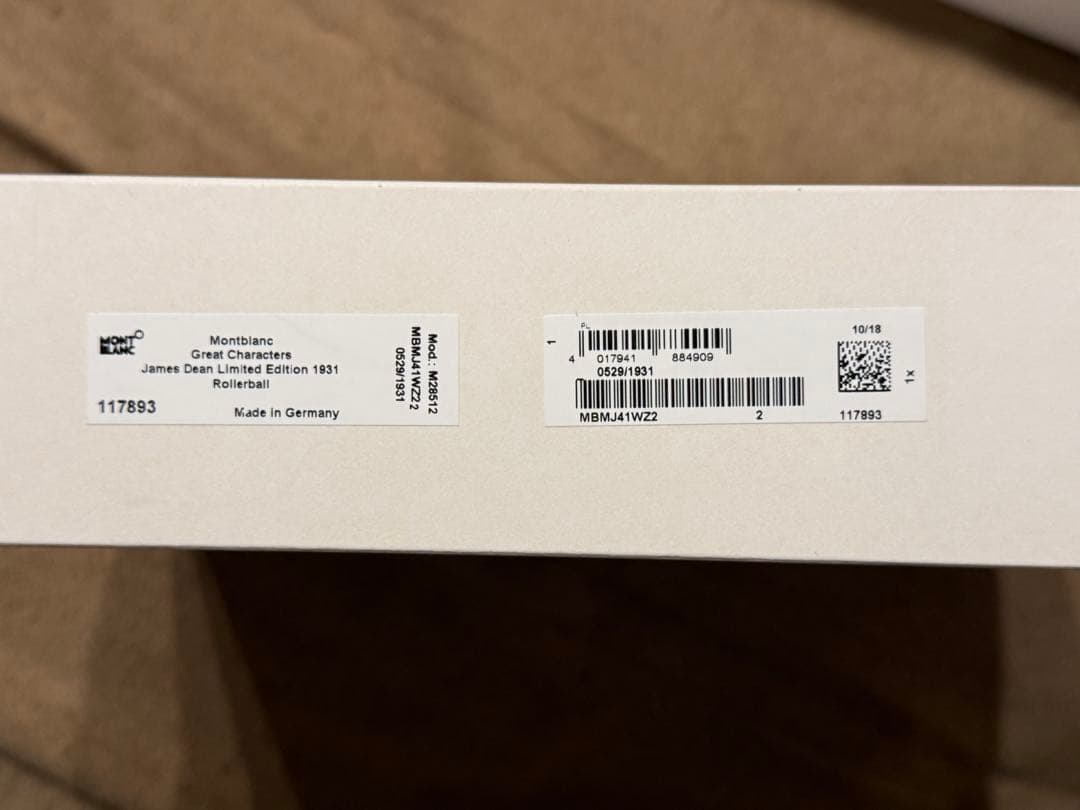 MONT
BLANC
Montblanc
Great Characters
James Dean Limited Edition 1931
Rollerball
117893
Made in Germany
Mod.: M28512
MBMJ41WZ2 2
0529/1931
1
PL
4 017941 884909
0529/1931
MBMJ41WZ2 2
10/18
117893
1x